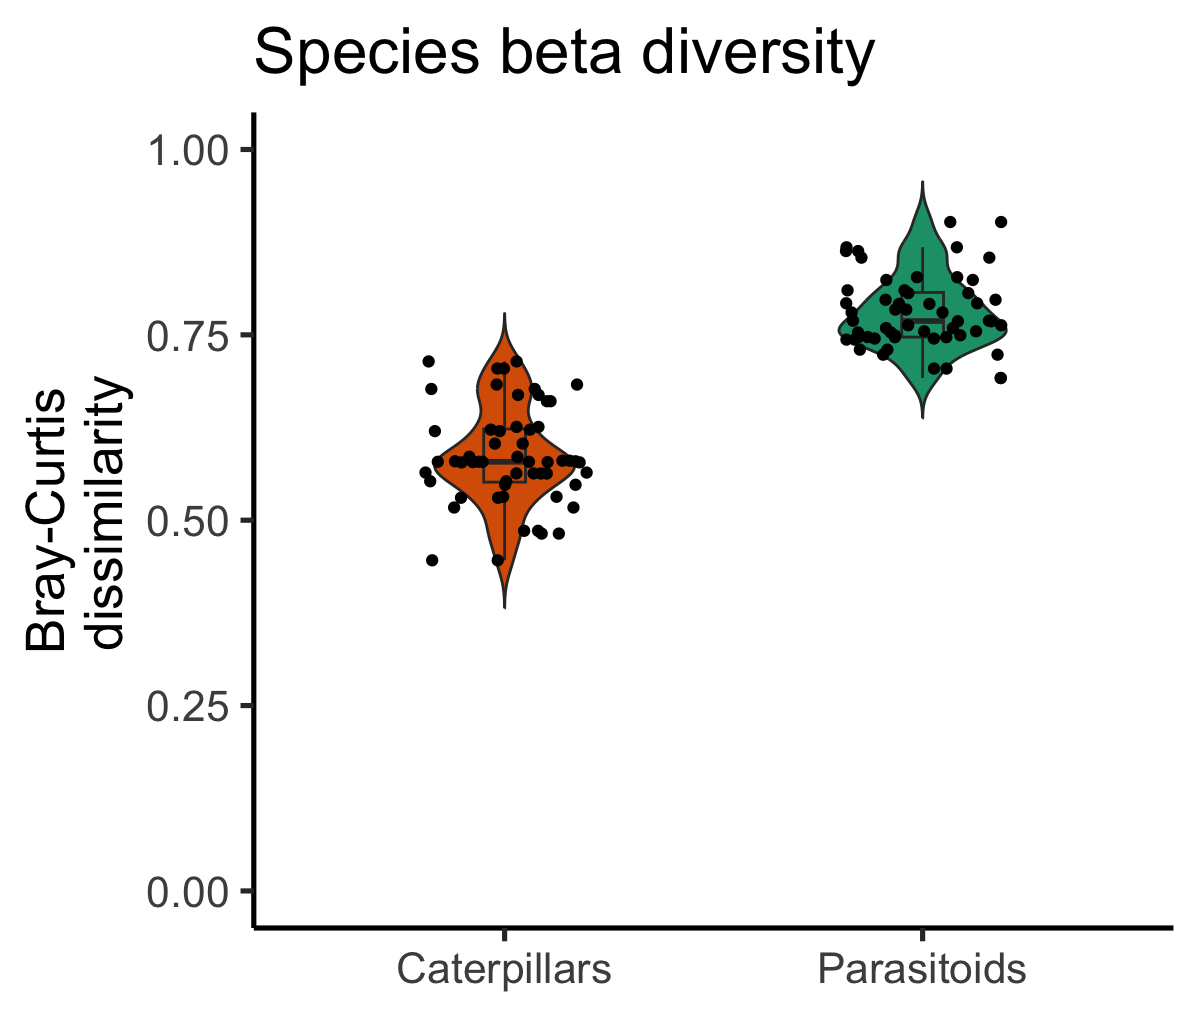 Species beta diversity
Bray-Curtis
dissimilarity
1.00
0.75
0.50
0.25
0.00
Caterpillars
Parasitoids